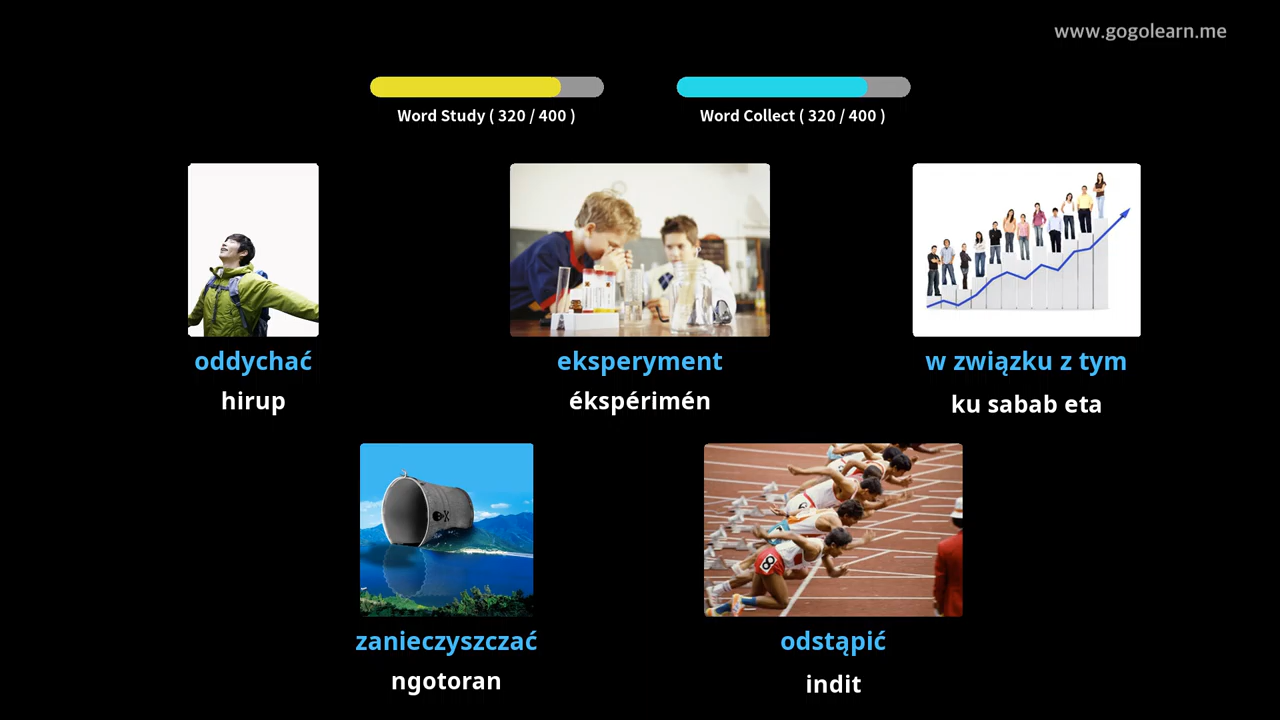 www.gogolearn.me
Word Study ( 320 / 400 )
Word Collect ( 320 / 400 )
oddychać
hirup
eksperyment
ékspérimén
w związku z tym
ku sabab eta
zanieczyszczać
ngotoran
8
odstąpić
indit